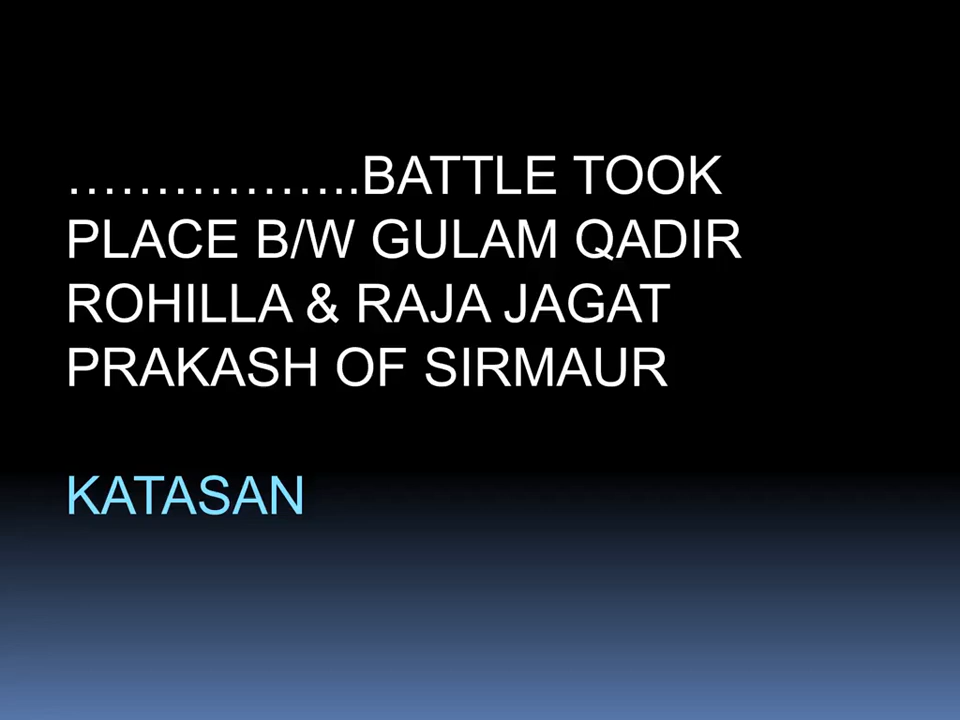 ……………..BATTLE TOOK
PLACE B/W GULAM QADIR
ROHILLA & RAJA JAGAT
PRAKASH OF SIRMAUR
KATASAN